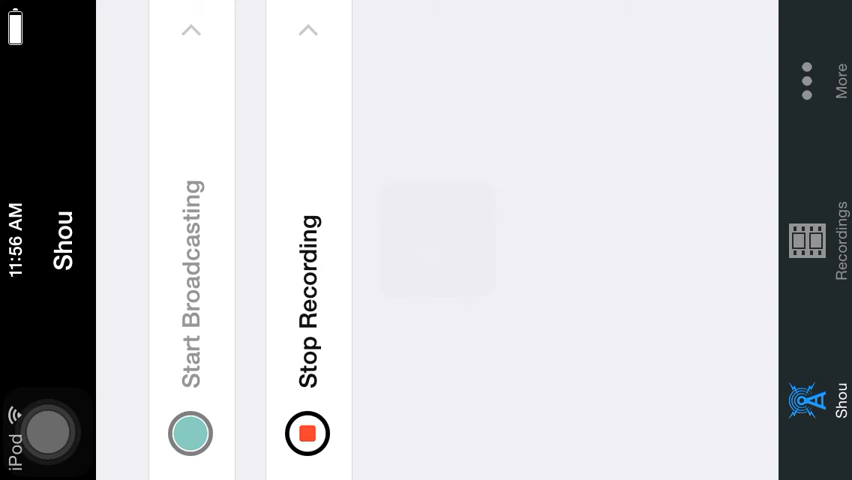 iPod
11:56 AM
Shou
Start Broadcasting
Stop Recording
Shou
Recordings
More